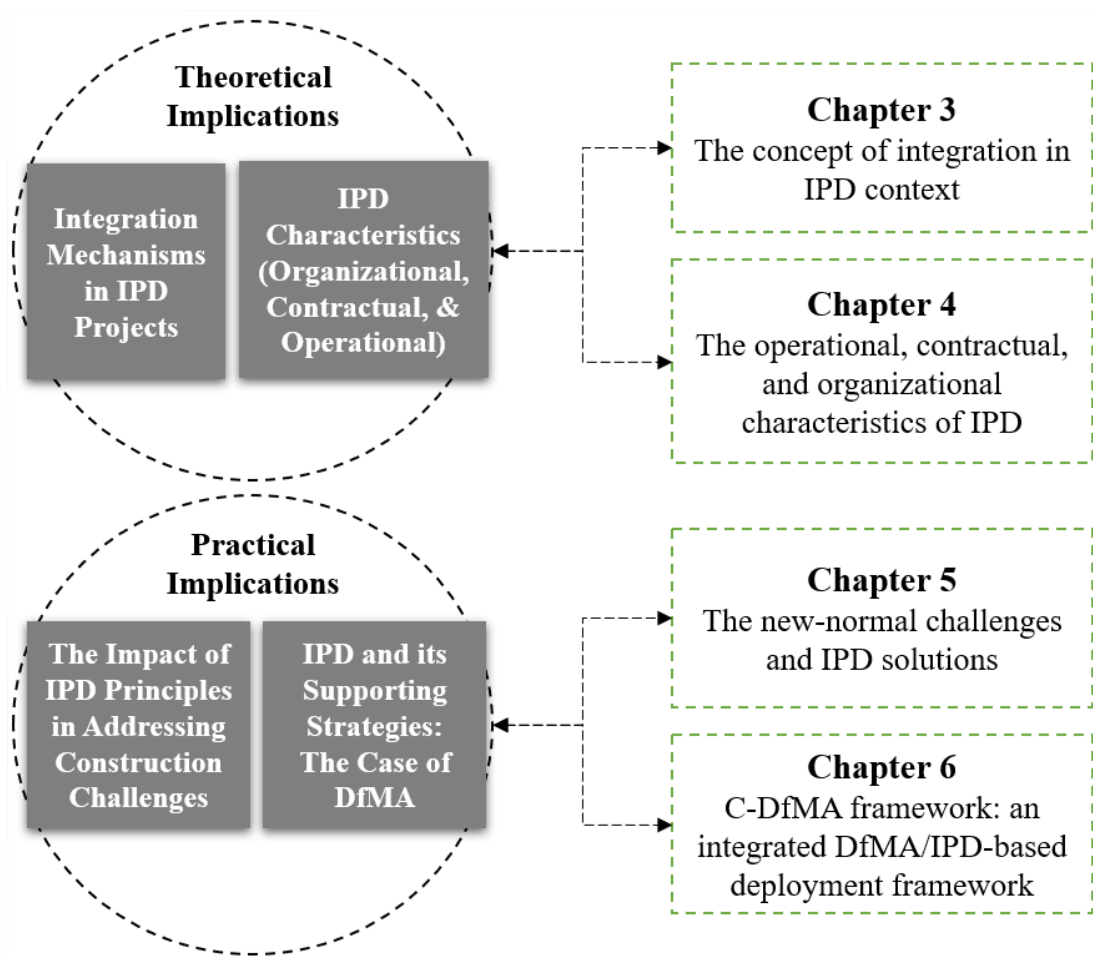 Theoretical
Implications
Integration
Mechanisms
in IPD
Projects
IPD
Characteristics
(Organizational,
Contractual, &
Operational)
Chapter 3
The concept of integration in
IPD context
Chapter 4
The operational, contractual,
and organizational
characteristics of IPD
Practical
Implications
The Impact of
IPD Principles
in Addressing
Construction
Challenges
IPD and its
Supporting
Strategies:
The Case of
DfMA
Chapter 5
The new-normal challenges
and IPD solutions
Chapter 6
C-DfMA framework: an
integrated DfMA/IPD-based
deployment framework